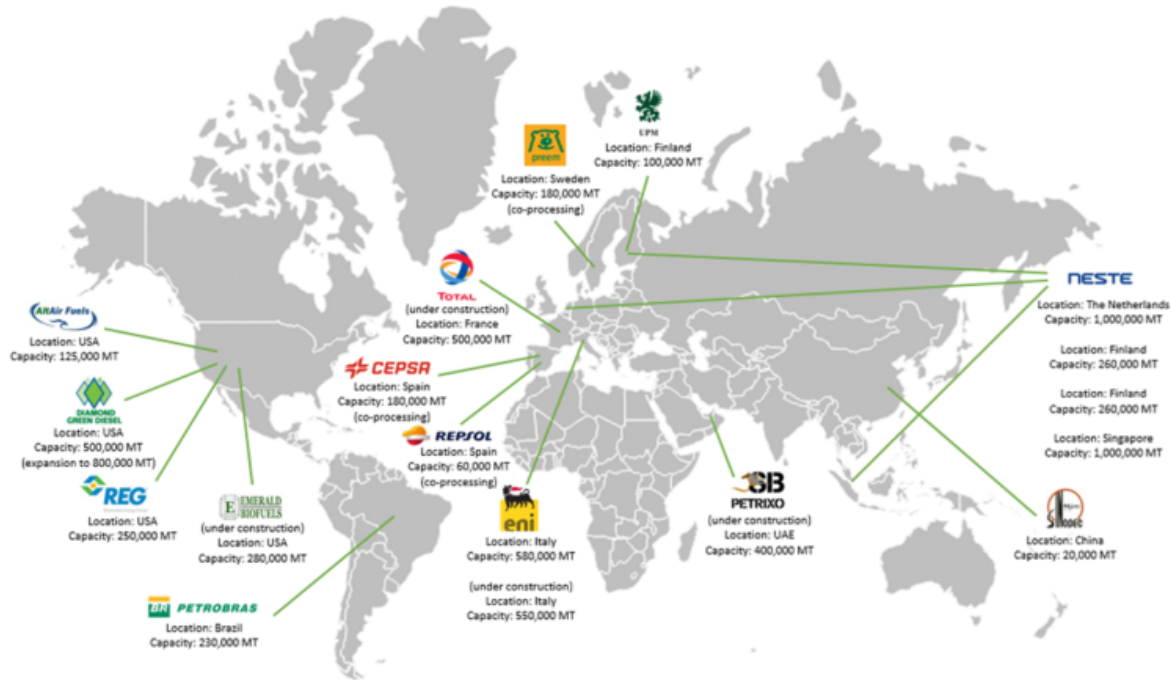 UPM
Location: Finland
Capacity: 100,000 MT
preem
Location: Sweden
Capacity: 180,000 MT
(co-processing)
TOTAL
(under construction)
Location: France
Capacity: 500,000 MT
NESTE
Location: The Netherlands
Capacity: 1,000,000 MT
Location: Finland
Capacity: 260,000 MT
Location: Finland
Capacity: 260,000 MT
Location: Singapore
Capacity: 1,000,000 MT
AltAir Fuels
Location: USA
Capacity: 125,000 MT
CEPSA
Location: Spain
Capacity: 180,000 MT
(co-processing)
DIAMOND
GREEN DIESEL
Location: USA
Capacity: 500,000 MT
(expansion to 800,000 MT)
REPSOL
Location: Spain
Capacity: 60,000 MT
(co-processing)
REG
Location: USA
Capacity: 250,000 MT
E EMERALD
BIOFUELS
(under construction)
Location: USA
Capacity: 280,000 MT
eni
Location: Italy
Capacity: 580,000 MT
(under construction)
Location: Italy
Capacity: 550,000 MT
PETRIXO
(under construction)
Location: UAE
Capacity: 400,000 MT
Location: China
Capacity: 20,000 MT
BR PETROBRAS
Location: Brazil
Capacity: 230,000 MT